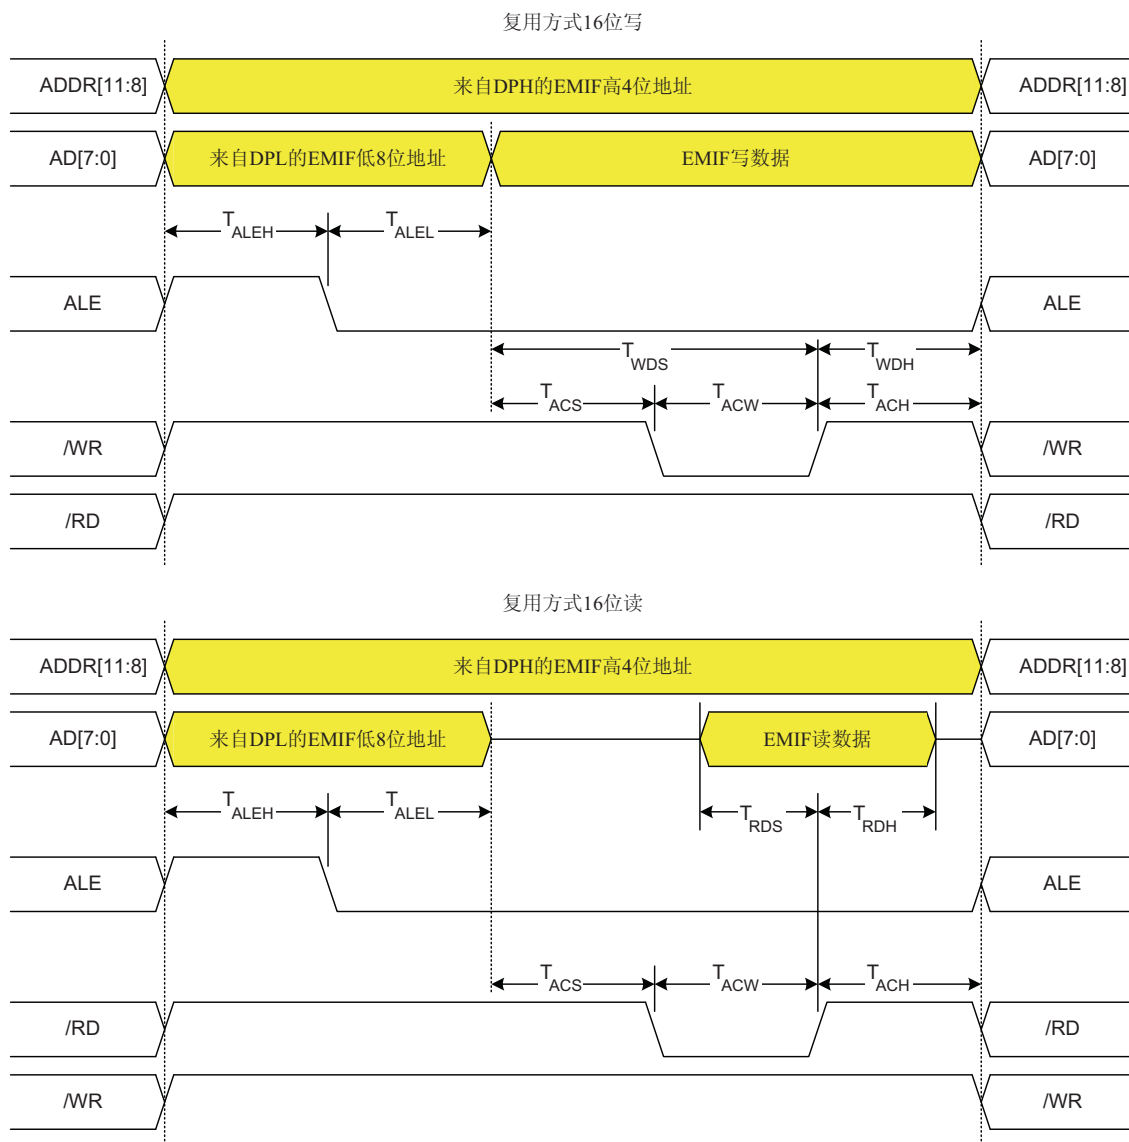 复用方式16位写
ADDR[11:8] 来自DPH的EMIF高4位地址 ADDR[11:8]
AD[7:0] 来自DPL的EMIF低8位地址 EMIF写数据 AD[7:0]
TALEH TALEL
ALE ALE
TWDS TWDH
TACS TACW TACH
/WR /WR
/RD /RD
复用方式16位读
ADDR[11:8] 来自DPH的EMIF高4位地址 ADDR[11:8]
AD[7:0] 来自DPL的EMIF低8位地址 EMIF读数据 AD[7:0]
TALEH TALEL TRDS TRDH
ALE ALE
TACS TACW TACH
/RD /RD
/WR /WR